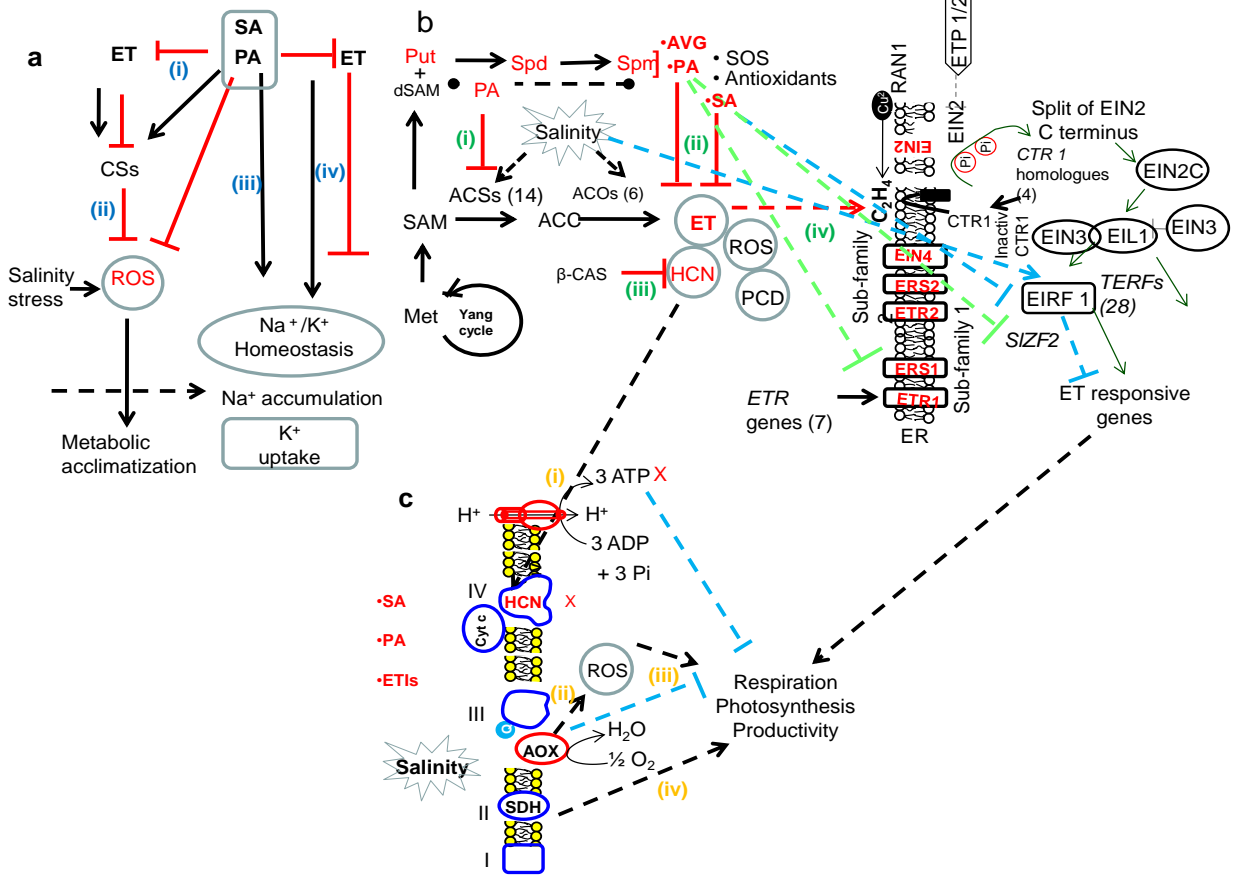 a
SA
PA
ET
ET
(i)
CSs
(ii)
(iii)
(iv)
Salinity
stress
ROS
Na⁺/K⁺
Homeostasis
Na⁺ accumulation
K⁺
uptake
Metabolic
acclimatization
b
Put
+
dSAM
Spd
Spm
•AVG
•PA
•SA
• SOS
• Antioxidants
PA
(i)
Salinity
(ii)
ACSs (14)
ACOs (6)
SAM
ACC
ET
ROS
HCN
PCD
β-CAS
(iii)
(iv)
Met
Yang
cycle
ETP 1/2
RAN1
EIN2
EIN2
C₂H₄
Pi
Pi
Split of EIN2
C terminus
CTR 1
homologues
(4)
EIN2C
CTR1
Inactive
CTR1
EIN3
EIL1
EIN3
EIN4
ERS2
ETR2
ERS1
ETR1
Sub-family
Sub-family 1
ER
ETR
genes (7)
EIRF 1
TERFs
(28)
SlZF2
ET responsive
genes
c
(i)
3 ATP X
H⁺
H⁺
3 ADP
+ 3 Pi
IV
HCN
X
Cyt c
•SA
•PA
•ETIs
ROS
(ii)
(iii)
III
H₂O
AOX
½ O₂
Salinity
(iv)
SDH
II
I
Respiration
Photosynthesis
Productivity